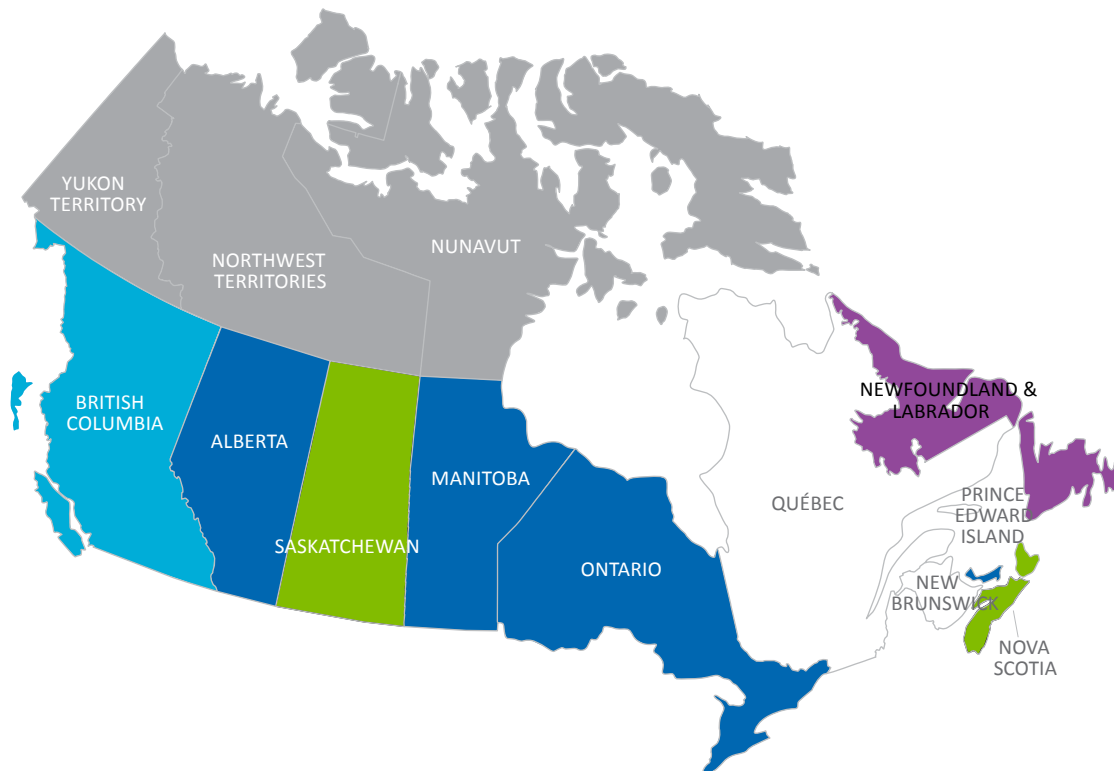 YUKON
TERRITORY
NORTHWEST
TERRITORIES
NUNAVUT
BRITISH
COLUMBIA
ALBERTA
SASKATCHEWAN
MANITOBA
ONTARIO
QUÉBEC
NEWFOUNDLAND &
LABRADOR
PRINCE
EDWARD
ISLAND
NEW
BRUNSWICK
NOVA
SCOTIA